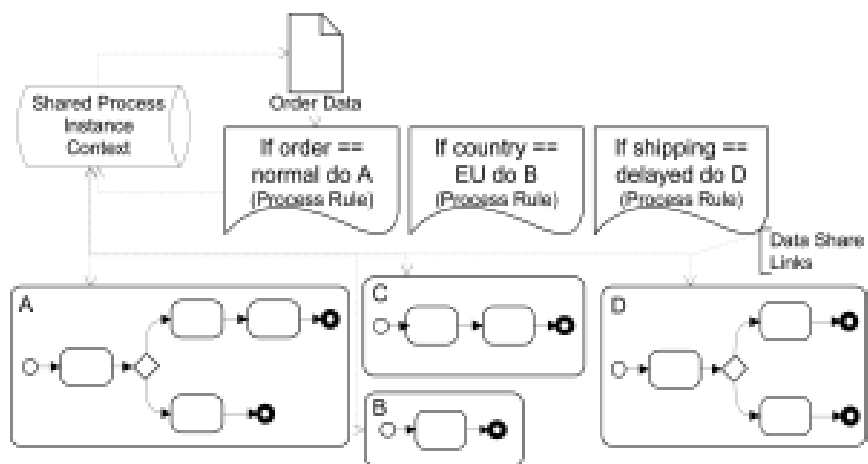 Order Data
Shared Process
Instance
Context
If order ==
normal do A
(Process Rule)
If country ==
EU do B
(Process Rule)
If shipping ==
delayed do D
(Process Rule)
Data Share
Links
A
C
D
B